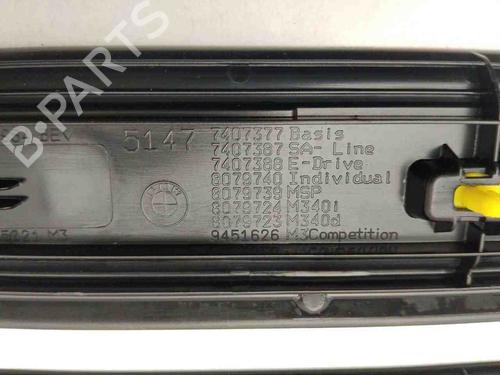 B-PARTS
5147
7407377 Basis
7407387 SA- Line
7407388 E-Drive
8079740 Individual
8079739 MSP
8079724 M340i
8079723 M340d
9451626 M3Competition
M3